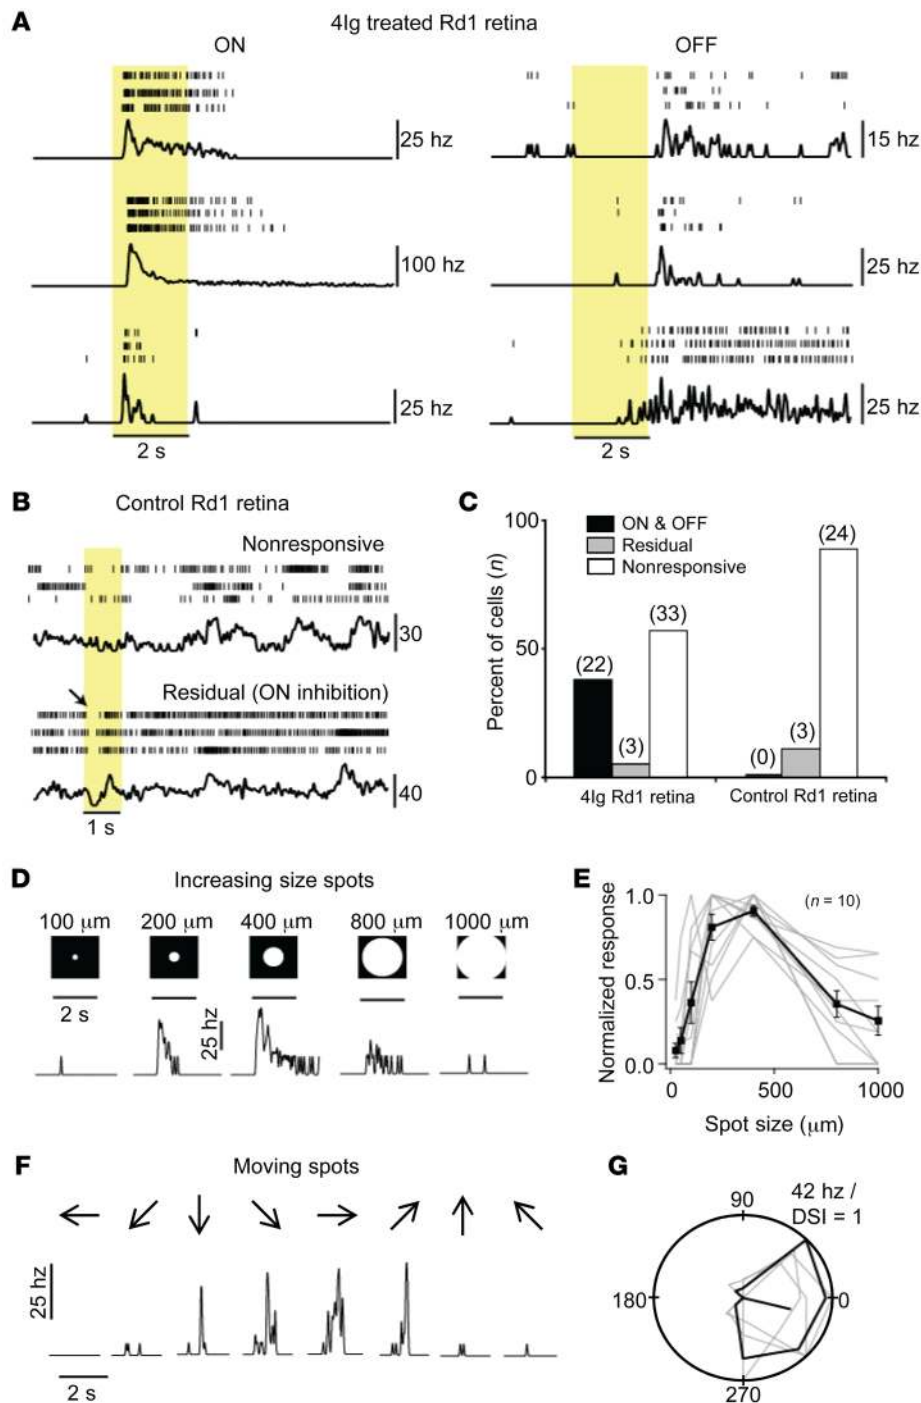 A
4Ig treated Rd1 retina
ON
OFF
25 hz
15 hz
100 hz
25 hz
25 hz
25 hz
2 s
2 s
B
Control Rd1 retina
Nonresponsive
30
Residual (ON inhibition)
40
1 s
C
Percent of cells (n)
100
50
0
ON & OFF
Residual
Nonresponsive
(22)
(3)
(33)
(0)
(3)
(24)
4Ig Rd1 retina
Control Rd1 retina
D
Increasing size spots
100 μm
200 μm
400 μm
800 μm
1000 μm
2 s
25 hz
E
Normalized response
1.0
0.5
0.0
(n = 10)
0
500
1000
Spot size (μm)
F
Moving spots
25 hz
2 s
G
90
42 hz /
DSI = 1
180
0
270